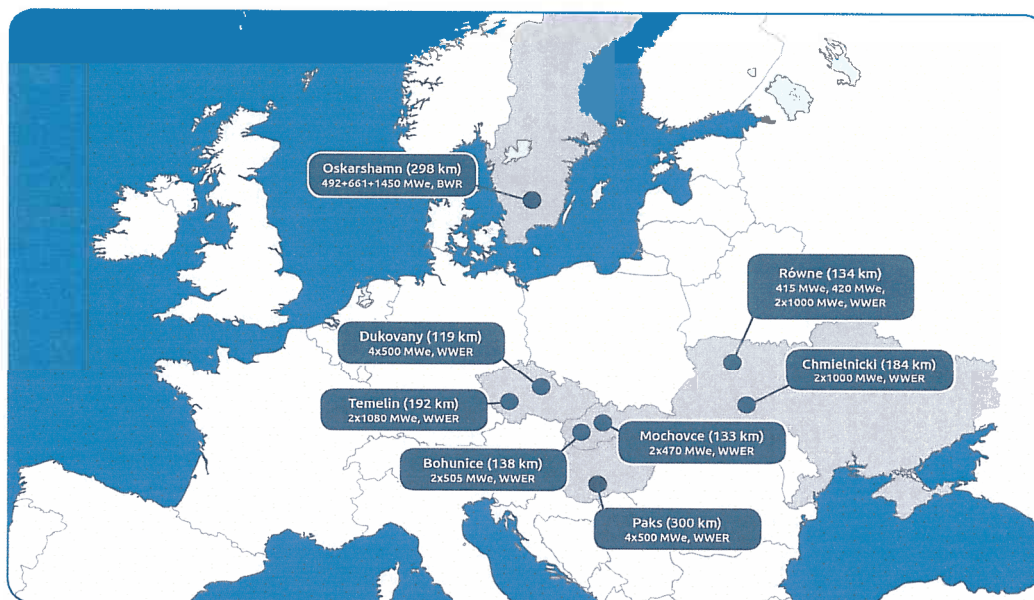 Oskarshamn (298 km)
492+661+1450 MWe, BWR
Równe (134 km)
415 MWe, 420 MWe,
2x1000 MWe, WWER
Dukovany (119 km)
4x500 MWe, WWER
Chmielnicki (184 km)
2x1000 MWe, WWER
Temelin (192 km)
2x1080 MWe, WWER
Mochovce (133 km)
2x470 MWe, WWER
Bohunice (138 km)
2x505 MWe, WWER
Paks (300 km)
4x500 MWe, WWER